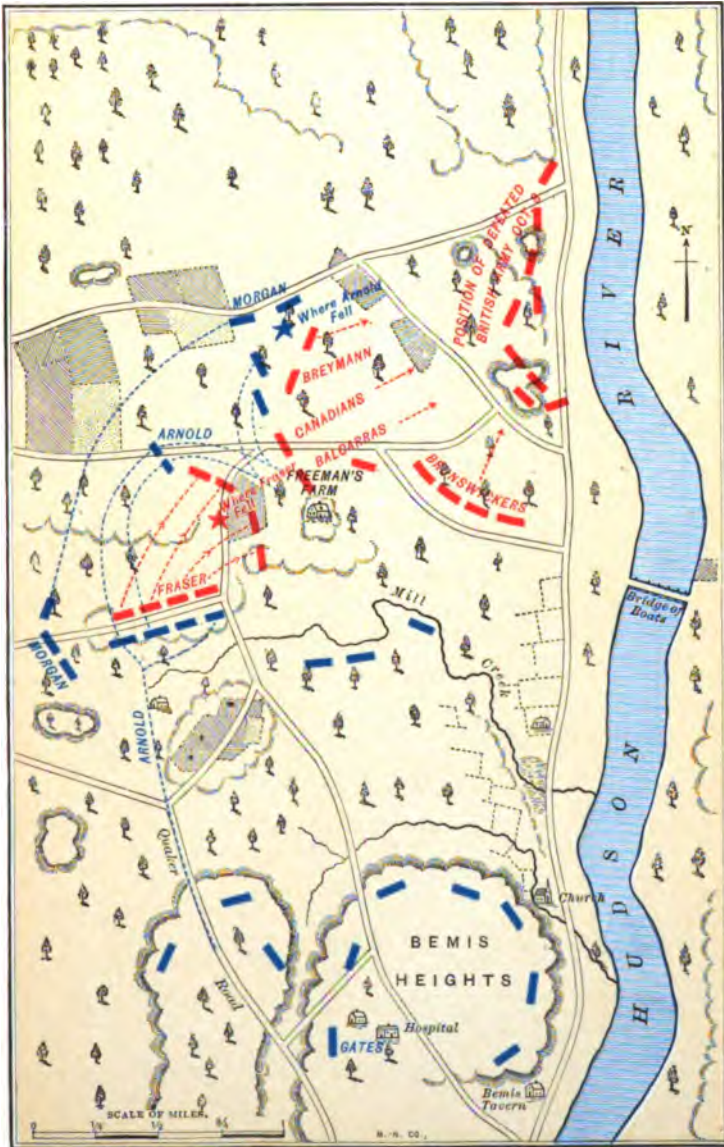 RIVER
N
POSITION OF DEFEATED
BRITISH ARMY OCT. 8
MORGAN
Where Arnold
Fell
BREYMANN
CANADIANS
BALCARRAS
ARNOLD
BRUNSWICKERS
Where Fraser
Fell
FREEMAN'S
FARM
FRASER
Mill
Creek
Bridge of
Boats
MORGAN
ARNOLD
HUDSON
Quaker
Road
Church
BEMIS
HEIGHTS
Hospital
GATES
Bemis
Tavern
SCALE OF MILES.
0 1/4 1/2 3/4
M.-N. CO.,